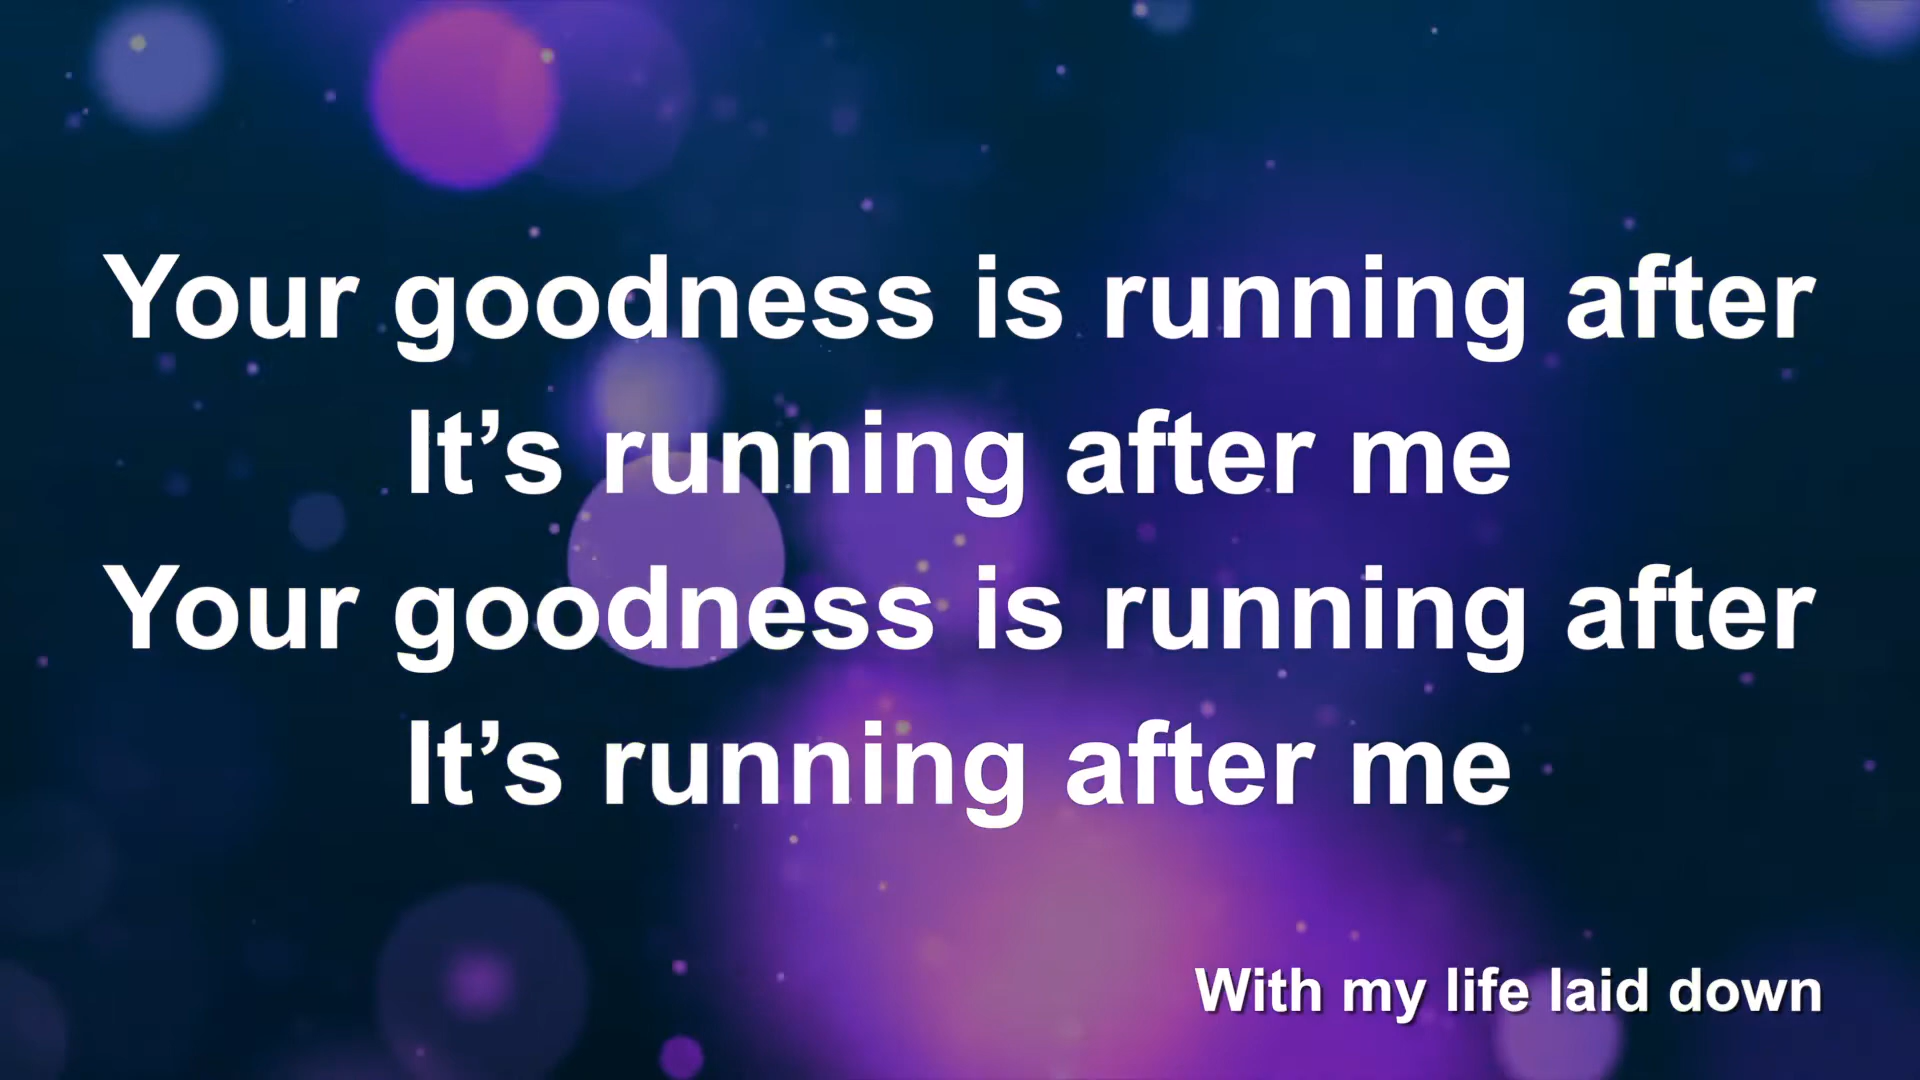 Your goodness is running after
It’s running after me
Your goodness is running after
It’s running after me
With my life laid down